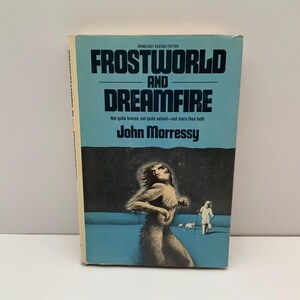 DOUBLEDAY SCIENCE FICTION
FROSTWORLD
AND
DREAMFIRE
Not quite human, not quite animal—and more than both
John Morressy